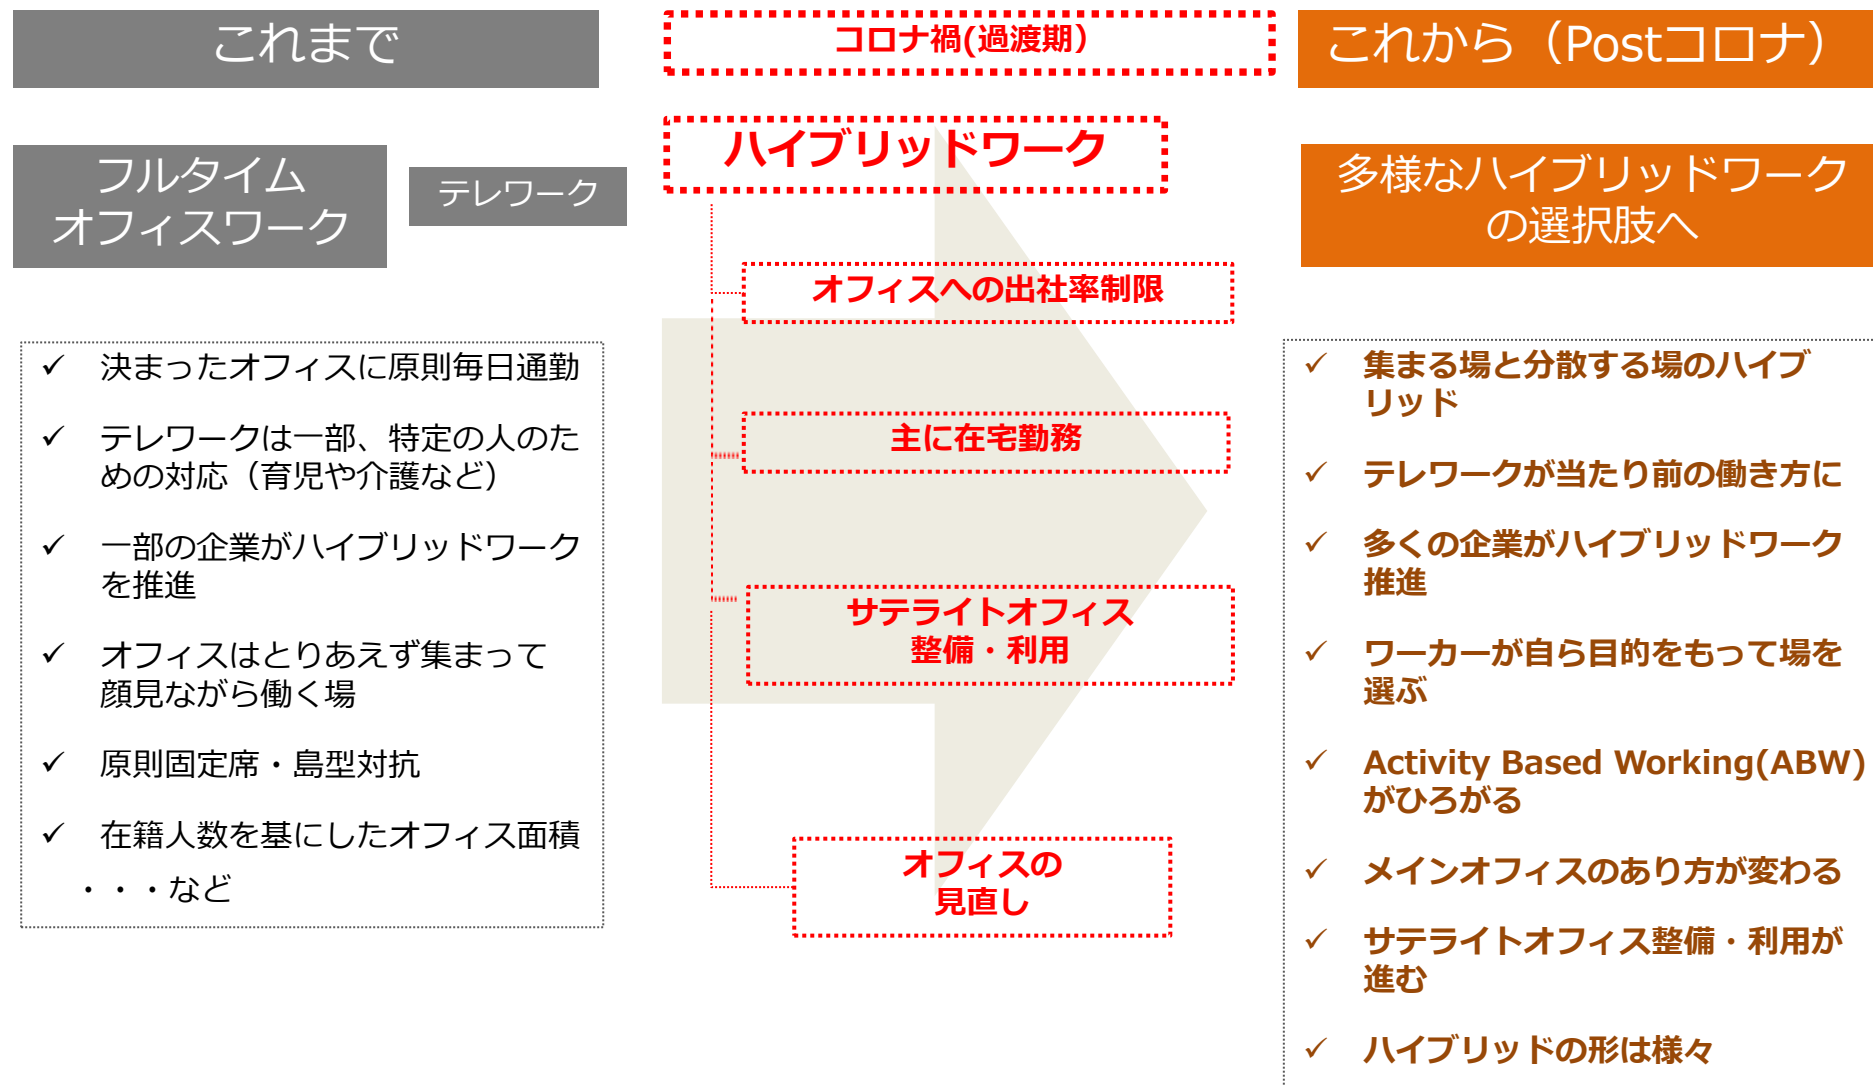 これまで
フルタイム
オフィスワーク
テレワーク
✓ 決まったオフィスに原則毎日通勤
✓ テレワークは一部、特定の人のた
めの対応（育児や介護など）
✓ 一部の企業がハイブリッドワーク
を推進
✓ オフィスはとりあえず集まって
顔見ながら働く場
✓ 原則固定席・島型対抗
✓ 在籍人数を基にしたオフィス面積
・・・など
コロナ禍(過渡期）
ハイブリッドワーク
オフィスへの出社率制限
主に在宅勤務
サテライトオフィス
整備・利用
オフィスの
見直し
これから（Postコロナ）
多様なハイブリッドワーク
の選択肢へ
✓ 集まる場と分散する場のハイブ
リッド
✓ テレワークが当たり前の働き方に
✓ 多くの企業がハイブリッドワーク
推進
✓ ワーカーが自ら目的をもって場を
選ぶ
✓ Activity Based Working(ABW)
がひろがる
✓ メインオフィスのあり方が変わる
✓ サテライトオフィス整備・利用が
進む
✓ ハイブリッドの形は様々